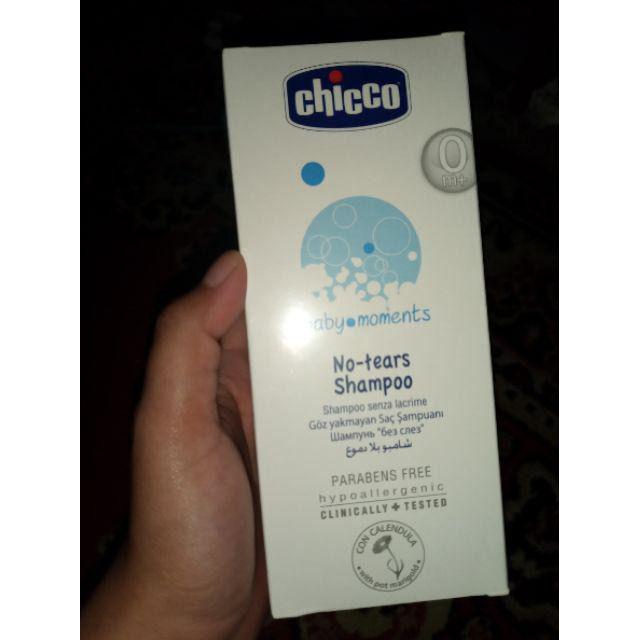 chicco
0
m+
baby moments
No-tears
Shampoo
Shampoo senza lacrime
Göz yakmayan Saç Şampuanı
Шампунь "без слез"
شامبو بلا دموع
PARABENS FREE
hypoallergenic
CLINICALLY + TESTED
CON CALENDULA
• with pot marigold •